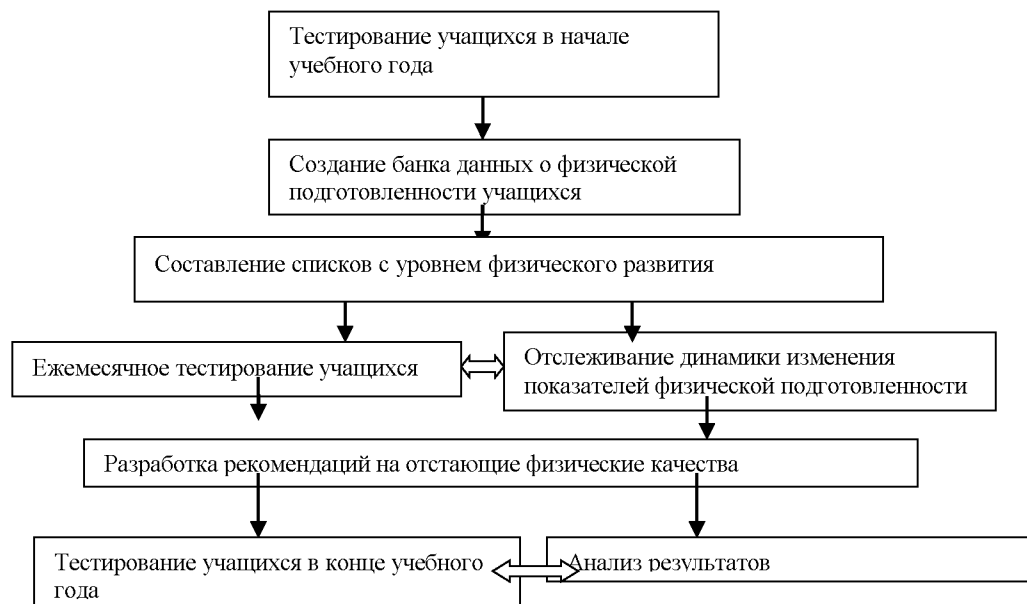 Тестирование учащихся в начале
учебного года
Создание банка данных о физической
подготовленности учащихся
Составление списков с уровнем физического развития
Ежемесячное тестирование учащихся
Отслеживание динамики изменения
показателей физической подготовленности
Разработка рекомендаций на отстающие физические качества
Тестирование учащихся в конце учебного
года
Анализ результатов